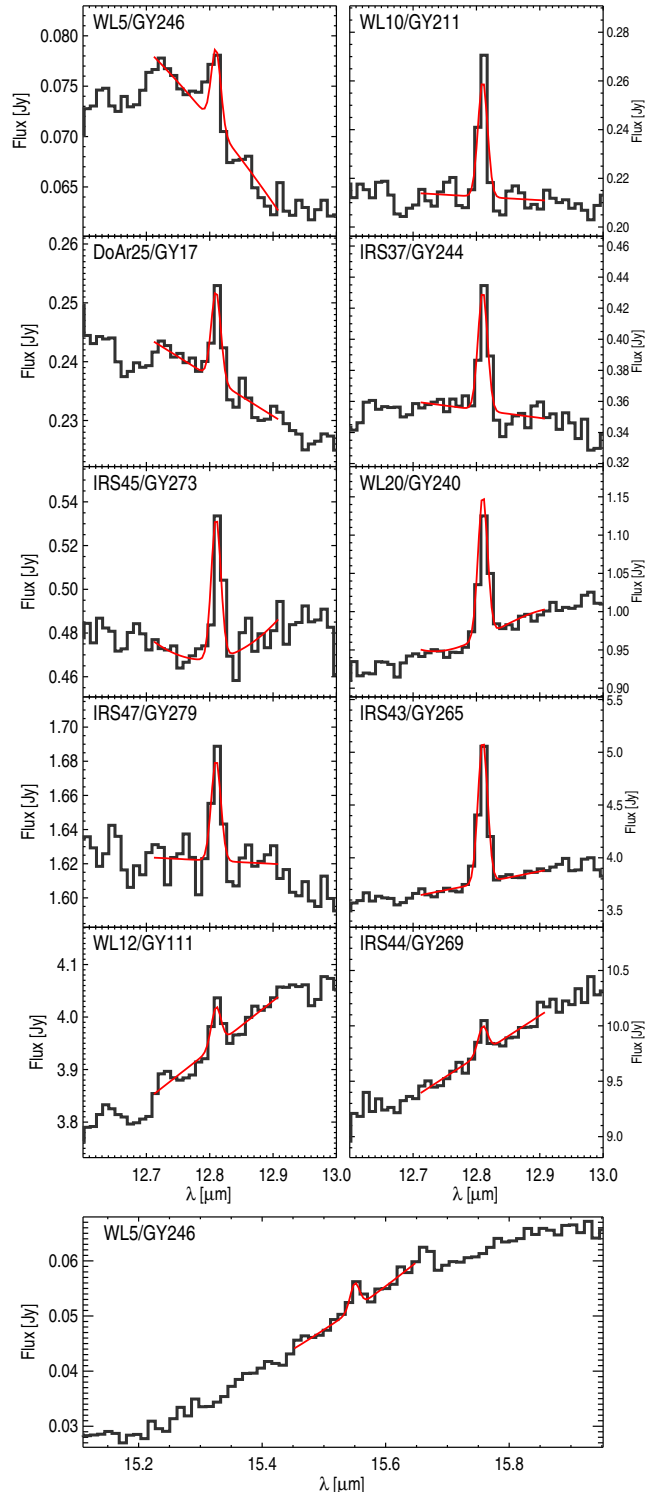 WL5/GY246
WL10/GY211
Flux [Jy]
0.080
0.075
0.070
0.065
0.28
0.26
0.24
0.22
0.20
Flux [Jy]
DoAr25/GY17
IRS37/GY244
Flux [Jy]
0.26
0.25
0.24
0.23
0.46
0.44
0.42
0.40
0.38
0.36
0.34
0.32
Flux [Jy]
IRS45/GY273
WL20/GY240
Flux [Jy]
0.54
0.52
0.50
0.48
0.46
1.15
1.10
1.05
1.00
0.95
0.90
Flux [Jy]
IRS47/GY279
IRS43/GY265
Flux [Jy]
1.70
1.68
1.66
1.64
1.62
1.60
5.5
5.0
4.5
4.0
3.5
Flux [Jy]
WL12/GY111
IRS44/GY269
Flux [Jy]
4.1
4.0
3.9
3.8
10.5
10.0
9.5
9.0
Flux [Jy]
12.7 12.8 12.9 13.0
12.7 12.8 12.9 13.0
λ [μm]
λ [μm]
WL5/GY246
Flux [Jy]
0.06
0.05
0.04
0.03
15.2 15.4 15.6 15.8
λ [μm]